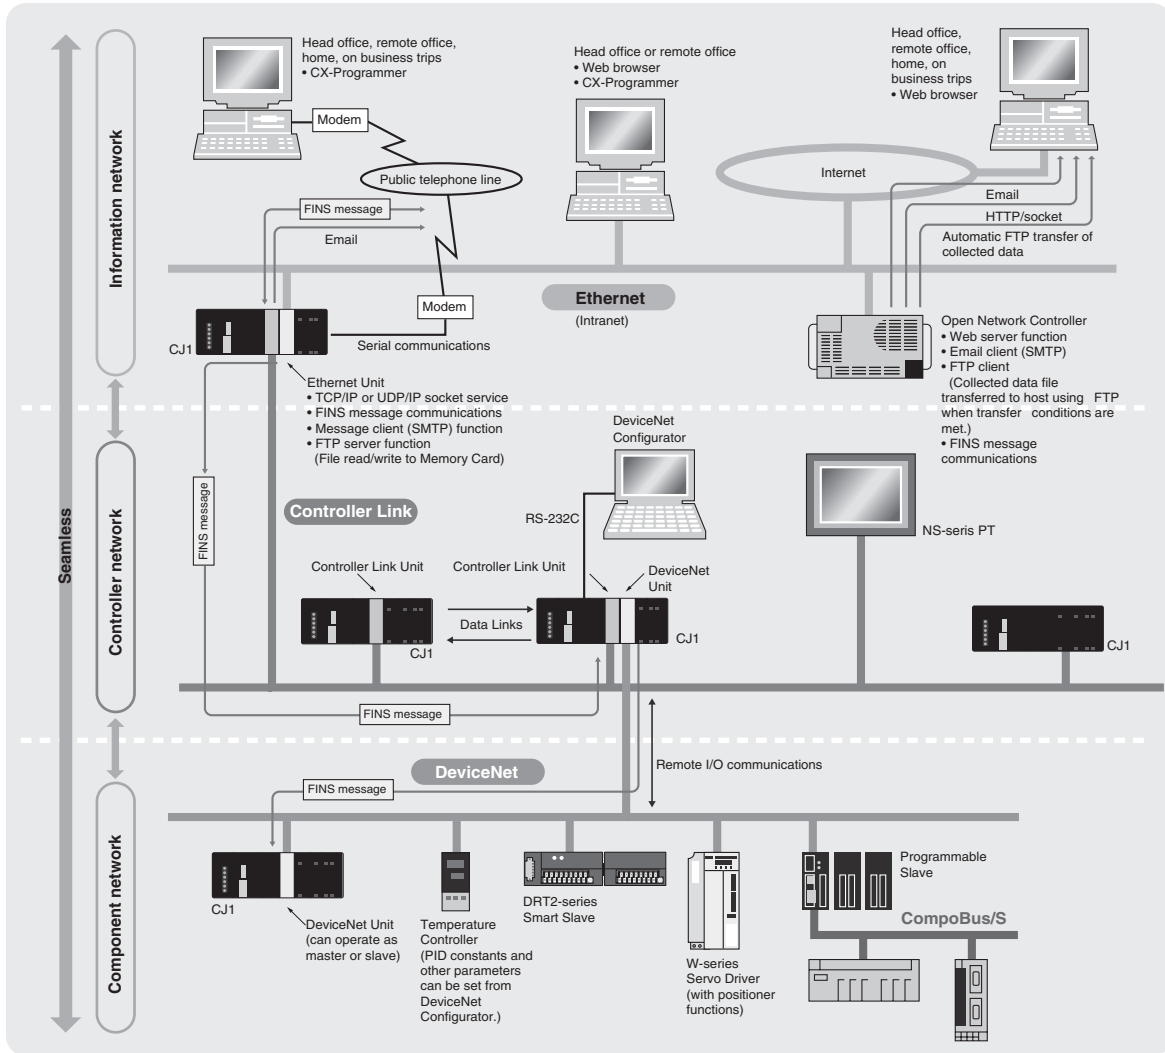 Seamless
Information network
Controller network
Component network
Head office, remote office,
home, on business trips
• CX-Programmer
Modem
Public telephone line
FINS message
Email
Head office or remote office
• Web browser
• CX-Programmer
Head office,
remote office,
home, on
business trips
• Web browser
Internet
Email
HTTP/socket
Automatic FTP transfer of
collected data
Ethernet
(Intranet)
Modem
Serial communications
CJ1
Ethernet Unit
• TCP/IP or UDP/IP socket service
• FINS message communications
• Message client (SMTP) function
• FTP server function
(File read/write to Memory Card)
Open Network Controller
• Web server function
• Email client (SMTP)
• FTP client
(Collected data file
transferred to host using FTP
when transfer conditions are
met.)
• FINS message
communications
DeviceNet
Configurator
RS-232C
Controller Link
FINS message
NS-seris PT
Controller Link Unit
Controller Link Unit
DeviceNet
Unit
Data Links
CJ1
CJ1
CJ1
FINS message
Remote I/O communications
DeviceNet
FINS message
CJ1
DeviceNet Unit
(can operate as
master or slave)
Temperature
Controller
(PID constants and
other parameters
can be set from
DeviceNet
Configurator.)
DRT2-series
Smart Slave
W-series
Servo Driver
(with positioner
functions)
Programmable
Slave
CompoBus/S